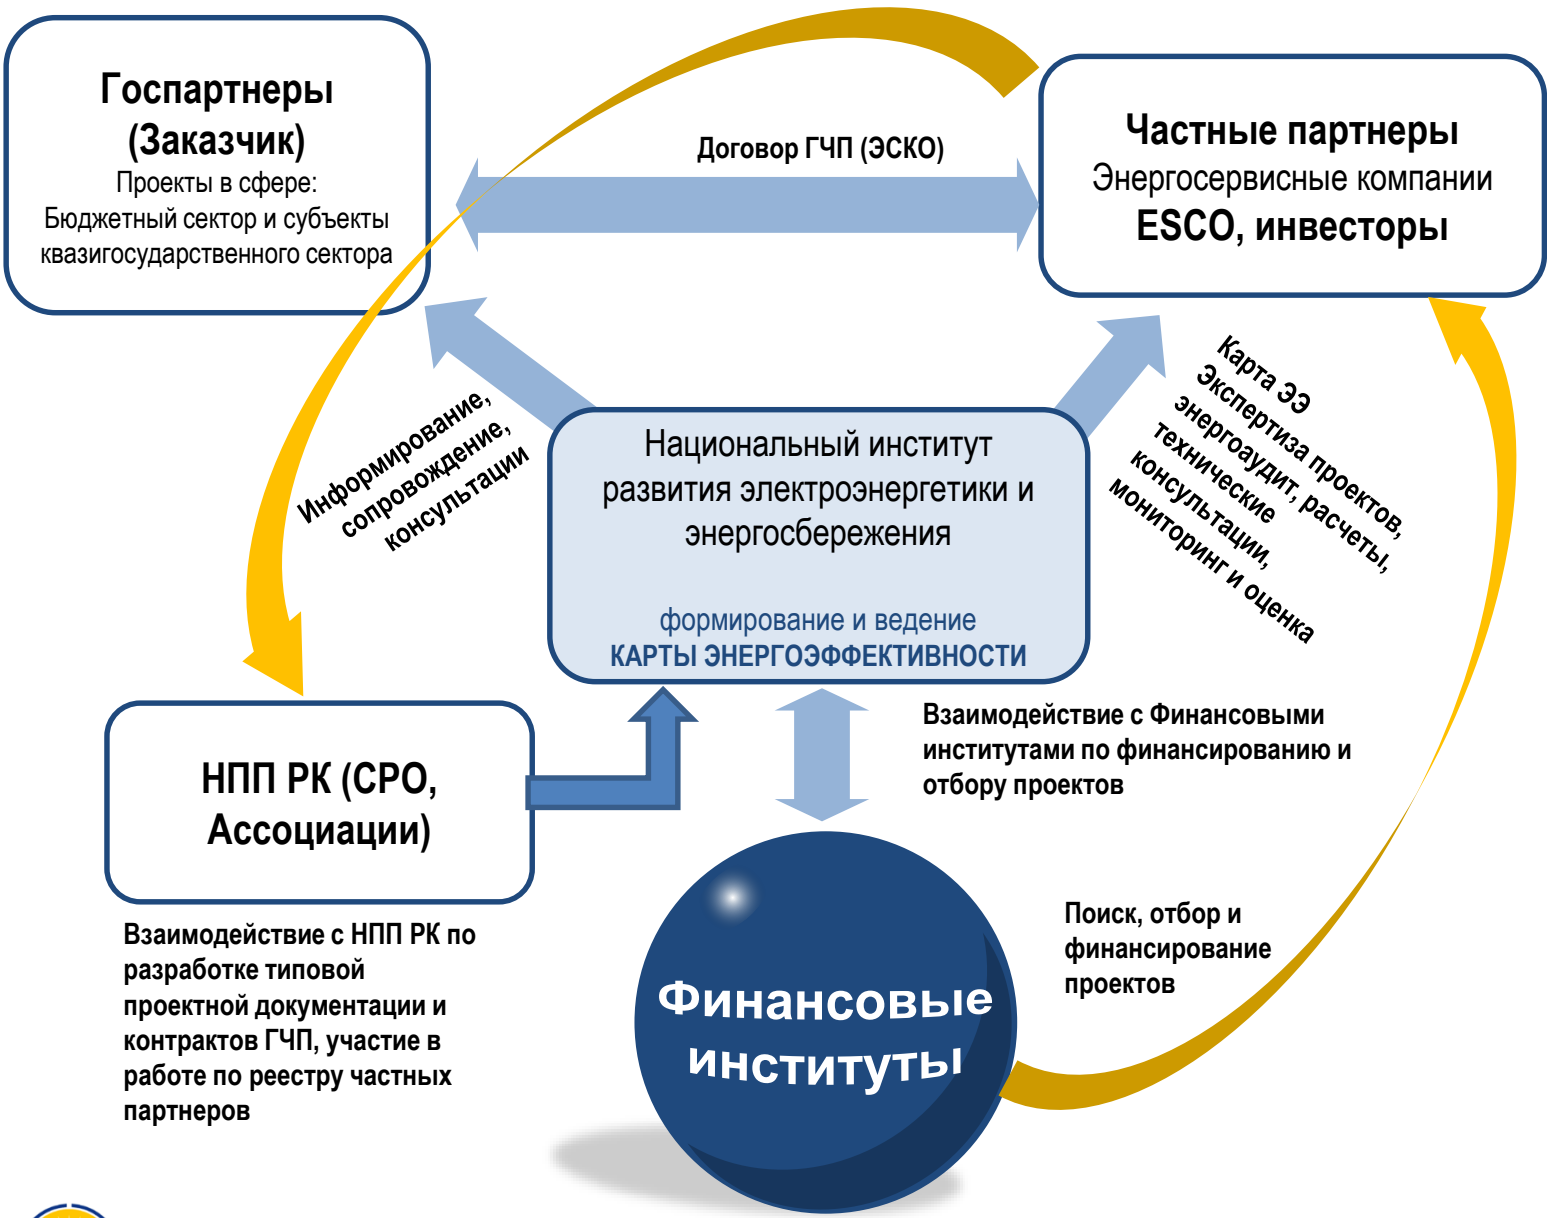 Госпартнеры
(Заказчик)
Проекты в сфере:
Бюджетный сектор и субъекты
квазигосударственного сектора
Договор ГЧП (ЭСКО)
Частные партнеры
Энергосервисные компании
ESCO, инвесторы
Информирование,
сопровождение,
консультации
Национальный институт
развития электроэнергетики и
энергосбережения
формирование и ведение
КАРТЫ ЭНЕРГОЭФФЕКТИВНОСТИ
Карта ЭЭ
Экспертиза проектов,
энергоаудит, расчеты,
технические
консультации,
мониторинг и оценка
НПП РК (СРО,
Ассоциации)
Взаимодействие с Финансовыми
институтами по финансированию и
отбору проектов
Взаимодействие с НПП РК по
разработке типовой
проектной документации и
контрактов ГЧП, участие в
работе по реестру частных
партнеров
Финансовые
институты
Поиск, отбор и
финансирование
проектов